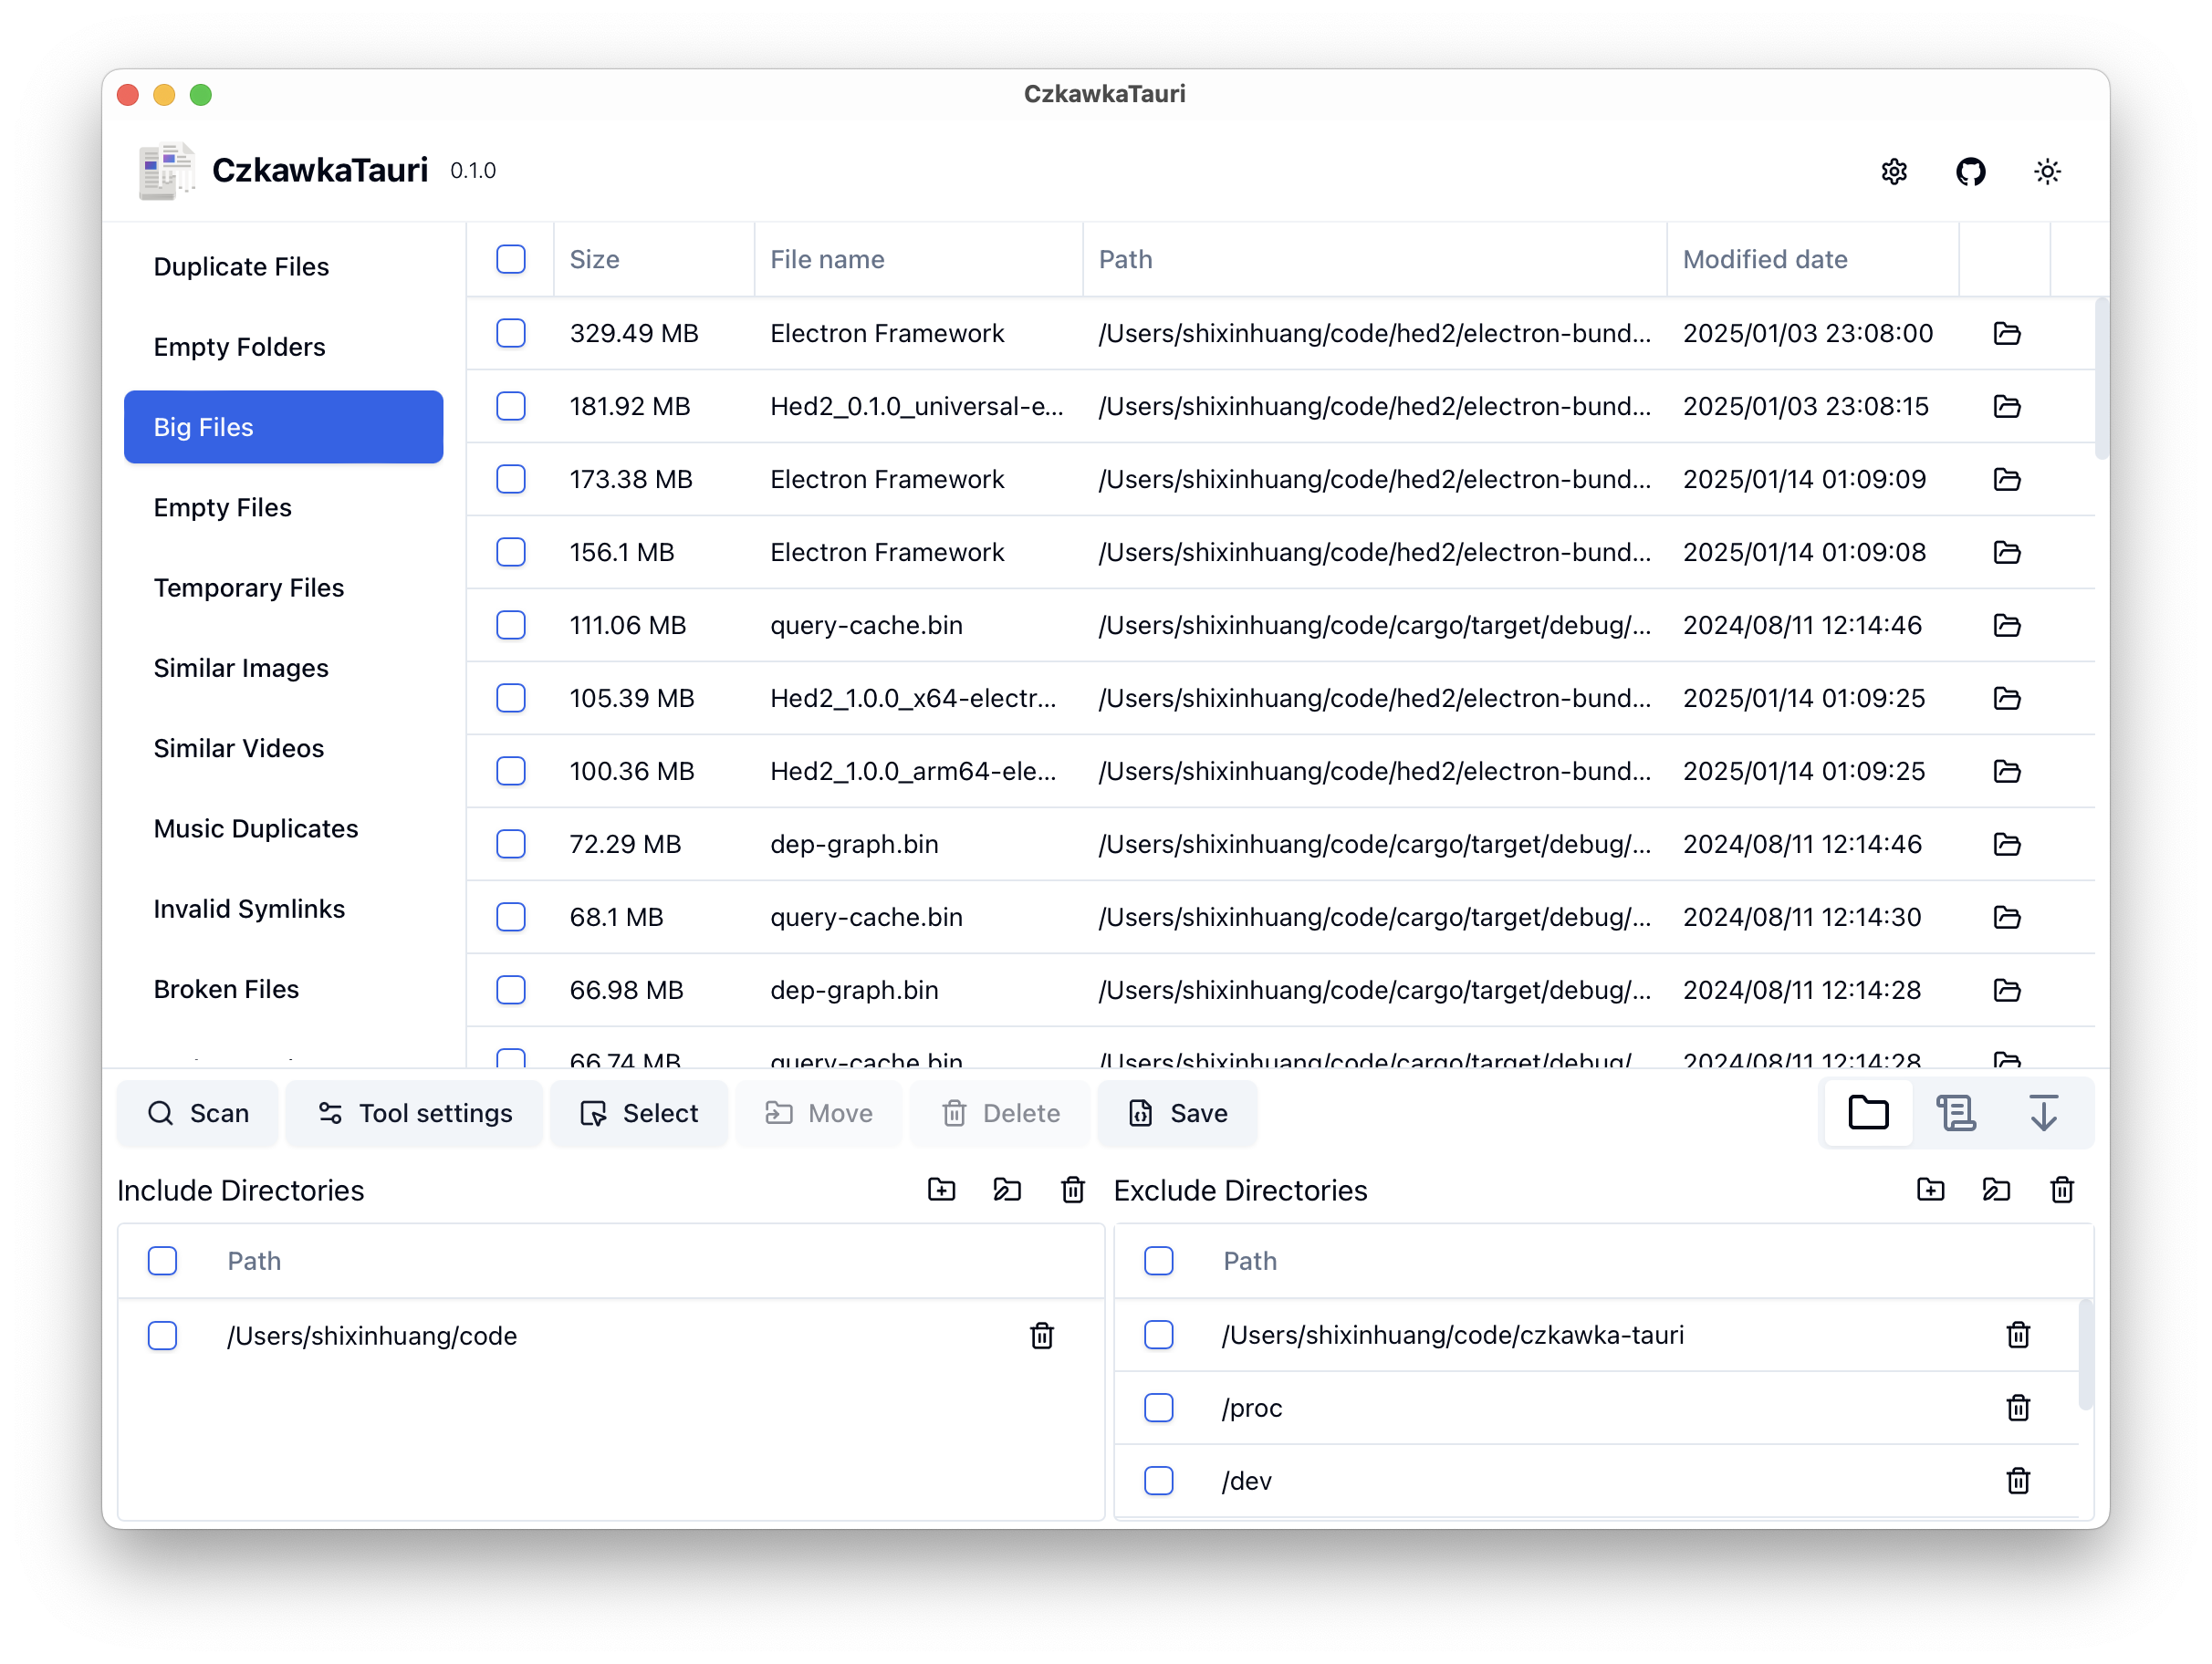 CzkawkaTauri
CzkawkaTauri 0.1.0
Duplicate Files
Empty Folders
Big Files
Empty Files
Temporary Files
Similar Images
Similar Videos
Music Duplicates
Invalid Symlinks
Broken Files
Size File name Path Modified date
329.49 MB Electron Framework /Users/shixinhuang/code/hed2/electron-bund... 2025/01/03 23:08:00
181.92 MB Hed2_0.1.0_universal-e... /Users/shixinhuang/code/hed2/electron-bund... 2025/01/03 23:08:15
173.38 MB Electron Framework /Users/shixinhuang/code/hed2/electron-bund... 2025/01/14 01:09:09
156.1 MB Electron Framework /Users/shixinhuang/code/hed2/electron-bund... 2025/01/14 01:09:08
111.06 MB query-cache.bin /Users/shixinhuang/code/cargo/target/debug/... 2024/08/11 12:14:46
105.39 MB Hed2_1.0.0_x64-electr... /Users/shixinhuang/code/hed2/electron-bund... 2025/01/14 01:09:25
100.36 MB Hed2_1.0.0_arm64-ele... /Users/shixinhuang/code/hed2/electron-bund... 2025/01/14 01:09:25
72.29 MB dep-graph.bin /Users/shixinhuang/code/cargo/target/debug/... 2024/08/11 12:14:46
68.1 MB query-cache.bin /Users/shixinhuang/code/cargo/target/debug/... 2024/08/11 12:14:30
66.98 MB dep-graph.bin /Users/shixinhuang/code/cargo/target/debug/... 2024/08/11 12:14:28
66.74 MB query-cache.bin /Users/shixinhuang/code/cargo/target/debug/ 2024/08/11 12:14:28
Scan Tool settings Select Move Delete Save
Include Directories
Path
/Users/shixinhuang/code
Exclude Directories
Path
/Users/shixinhuang/code/czkawka-tauri
/proc
/dev